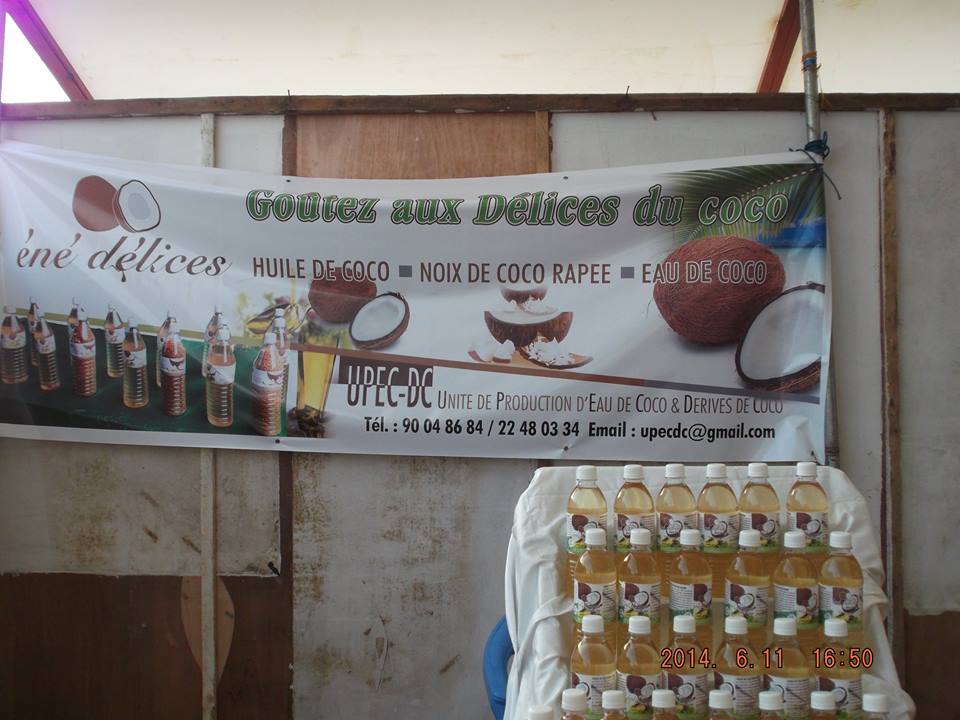 Goûtez aux Délices du coco
éné délices
HUILE DE COCO ■ NOIX DE COCO RAPEE ■ EAU DE COCO
UPEC-DC UNITE DE PRODUCTION D'EAU DE COCO & DERIVES DE COCO
Tél. : 90 04 86 84 / 22 48 03 34 Email : upecdc@gmail.com
2014. 6.11 16:50